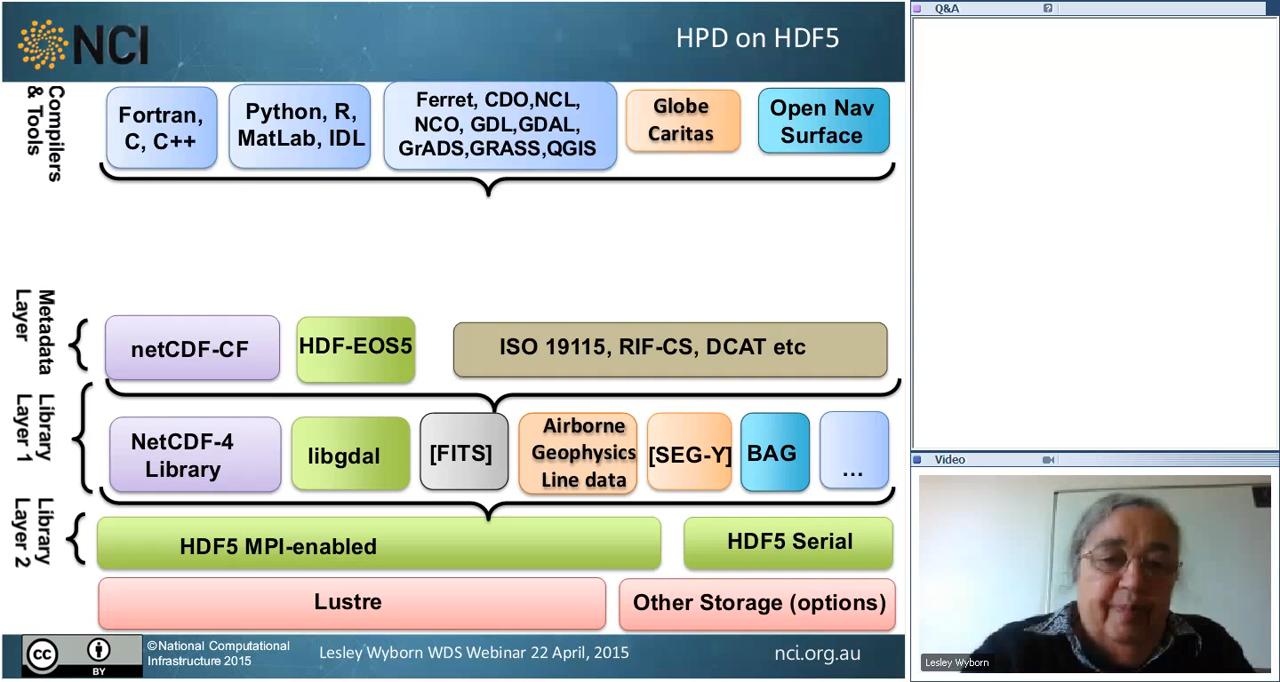 NCI
HPD on HDF5
Compilers
& Tools
Fortran,
C, C++
Python, R,
MatLab, IDL
Ferret, CDO,NCL,
NCO, GDL,GDAL,
GrADS,GRASS,QGIS
Globe
Caritas
Open Nav
Surface
Metadata
Layer
netCDF-CF
HDF-EOS5
ISO 19115, RIF-CS, DCAT etc
Library
Layer 1
NetCDF-4
Library
libgdal
[FITS]
Airborne
Geophysics
Line data
[SEG-Y]
BAG
...
Library
Layer 2
HDF5 MPI-enabled
HDF5 Serial
Lustre
Other Storage (options)
cc
BY
©National Computational
Infrastructure 2015
Lesley Wyborn WDS Webinar 22 April, 2015
nci.org.au
Q&A
?
Video
Lesley Wyborn